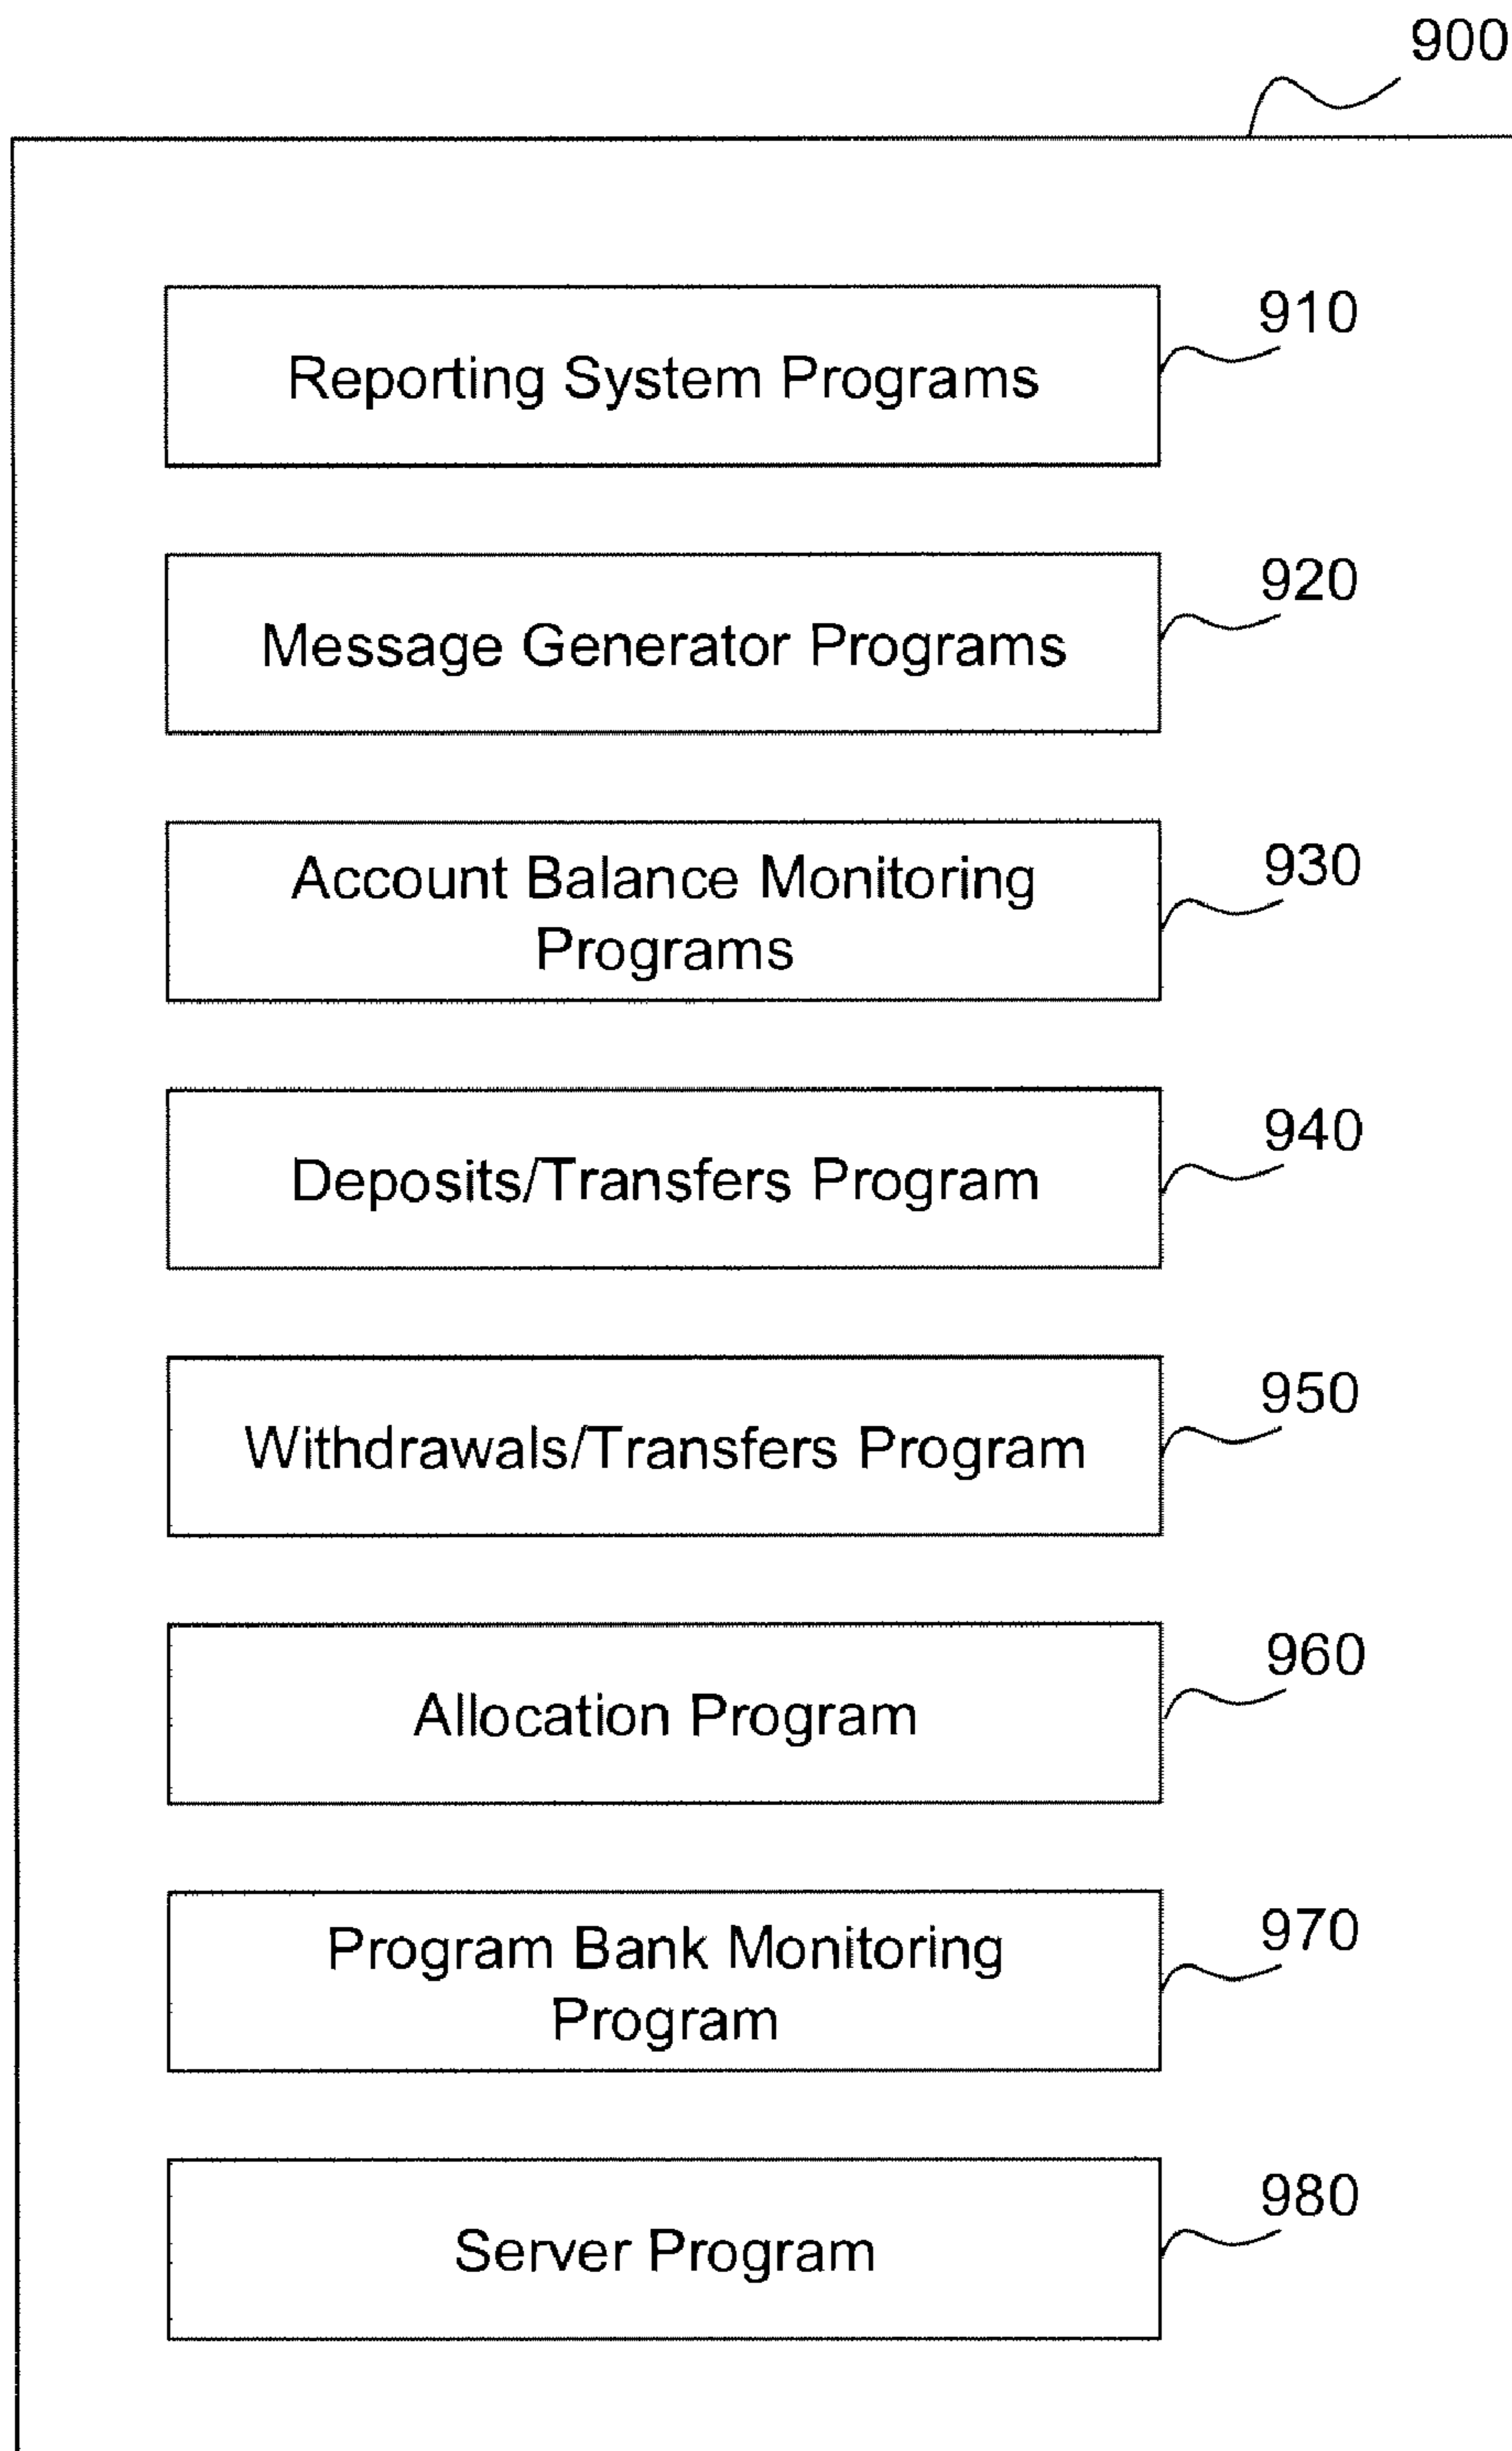 900
Reporting System Programs
910
Message Generator Programs
920
Account Balance Monitoring
Programs
930
Deposits/Transfers Program
940
Withdrawals/Transfers Program
950
Allocation Program
960
Program Bank Monitoring
Program
970
Server Program
980